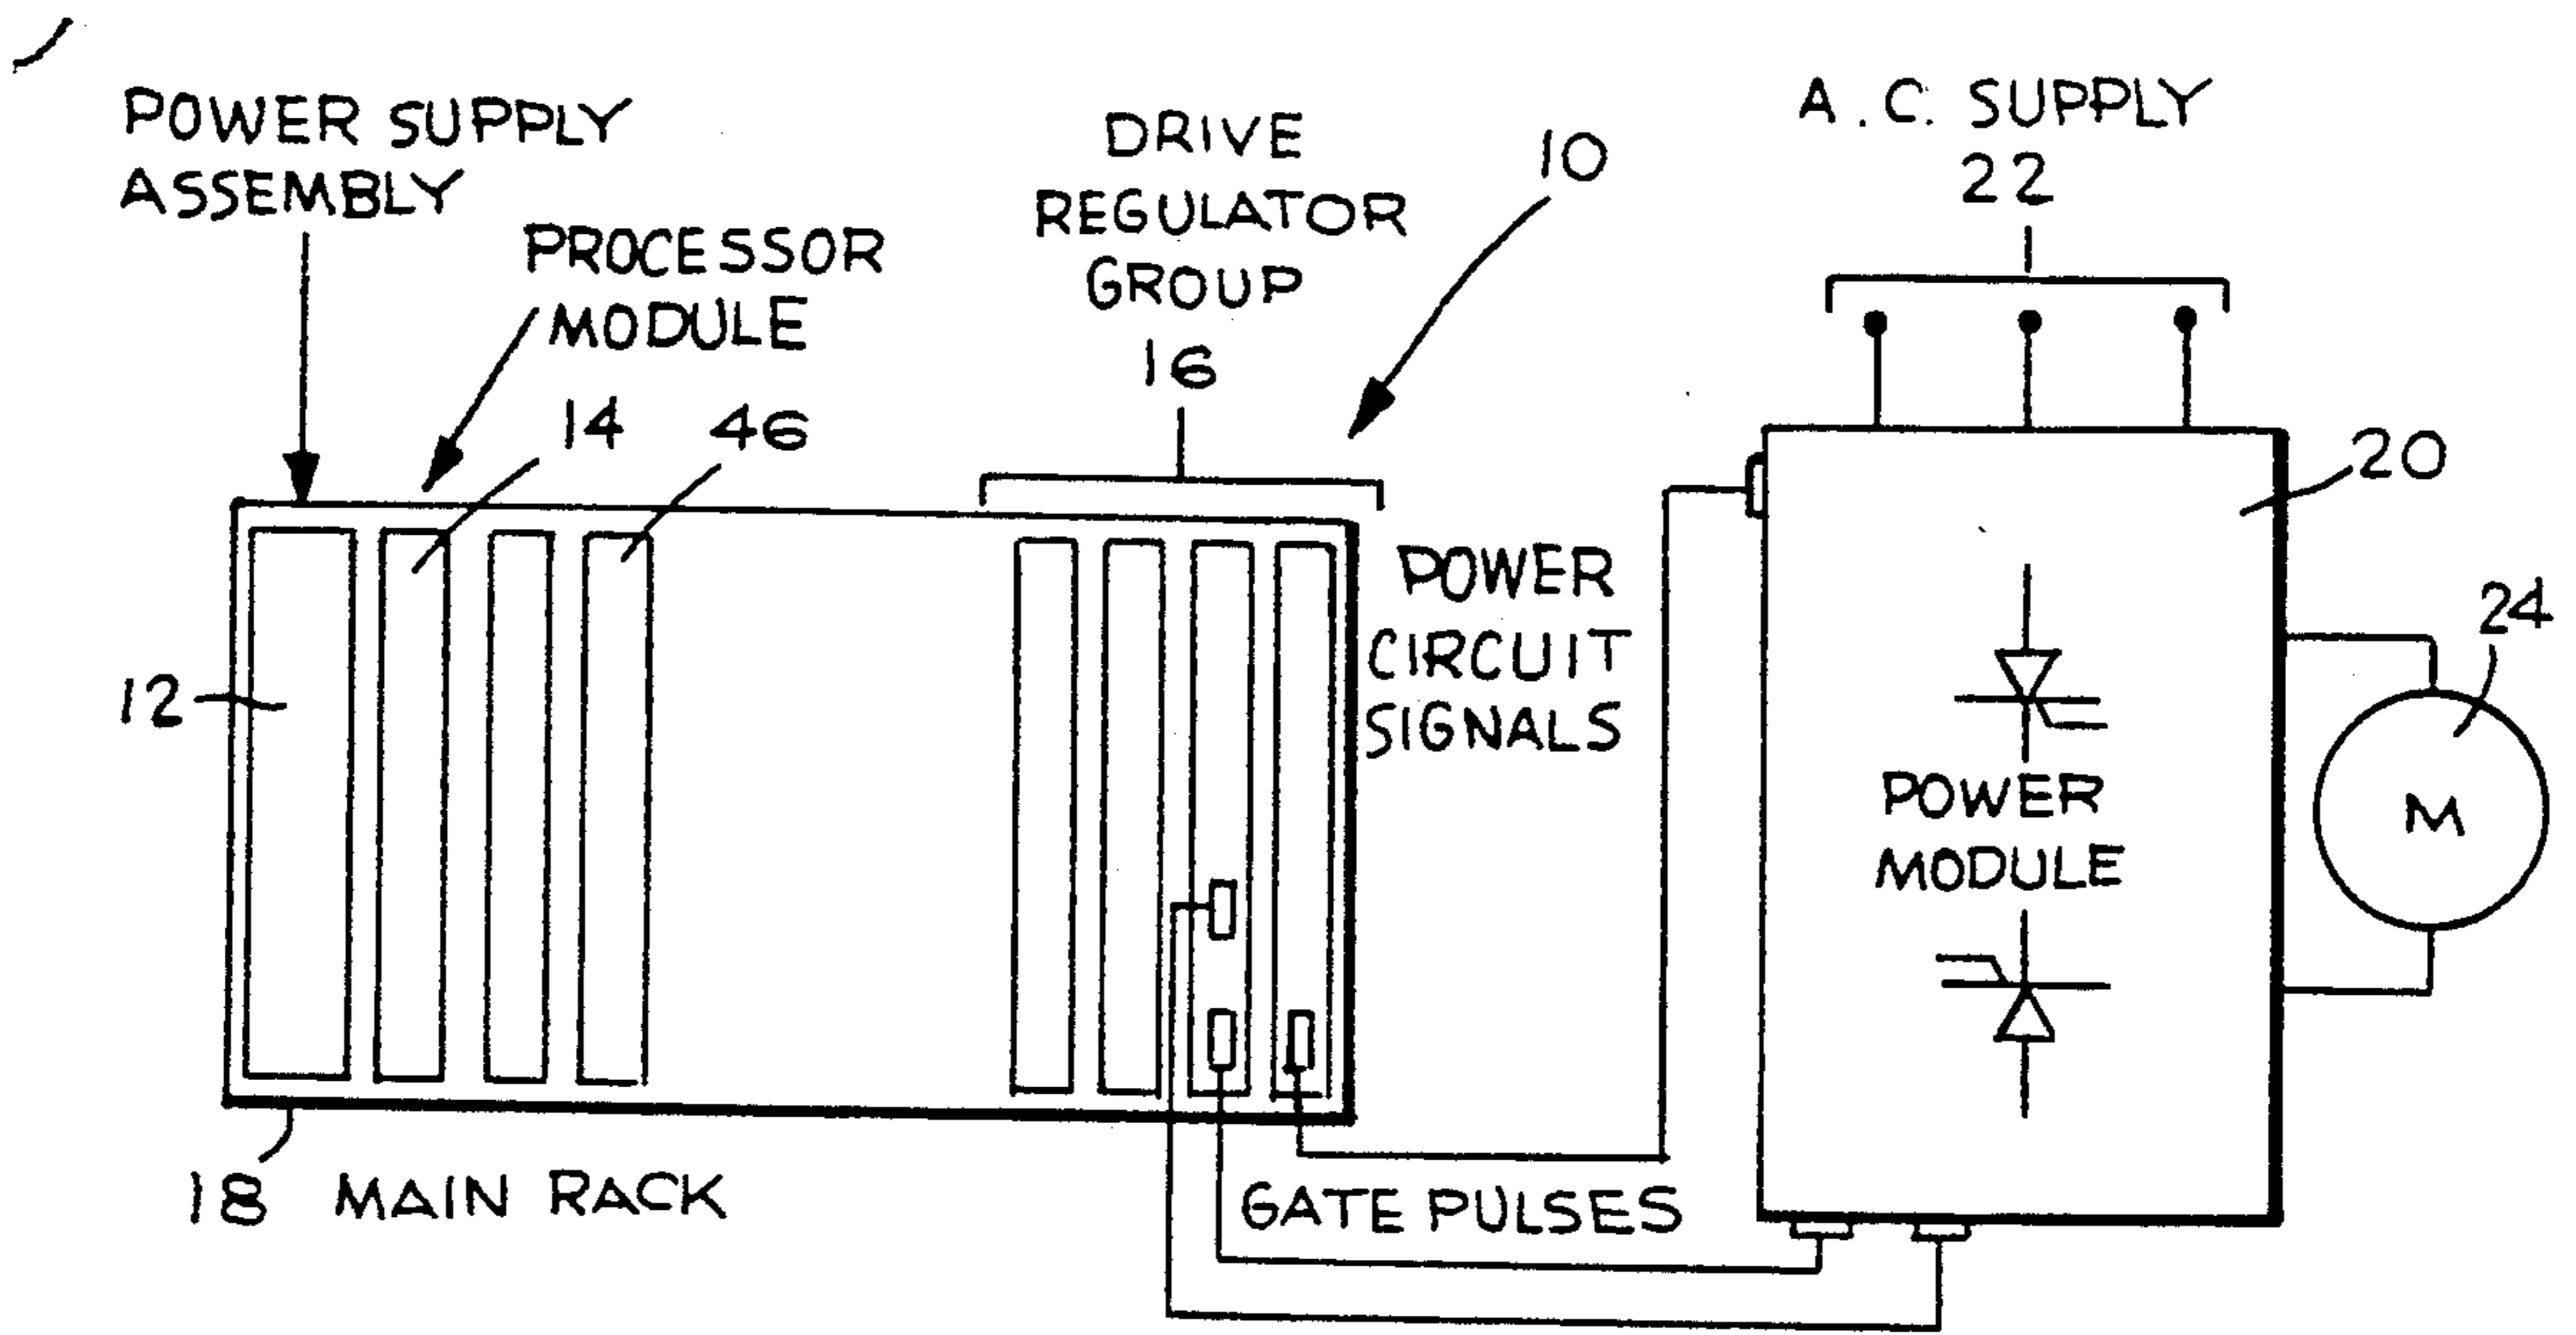 POWER SUPPLY
ASSEMBLY
PROCESSOR
MODULE
14
46
DRIVE
REGULATOR
GROUP
16
10
A.C. SUPPLY
22
20
24
12
POWER
CIRCUIT
SIGNALS
POWER
MODULE
M
18 MAIN RACK
GATE PULSES